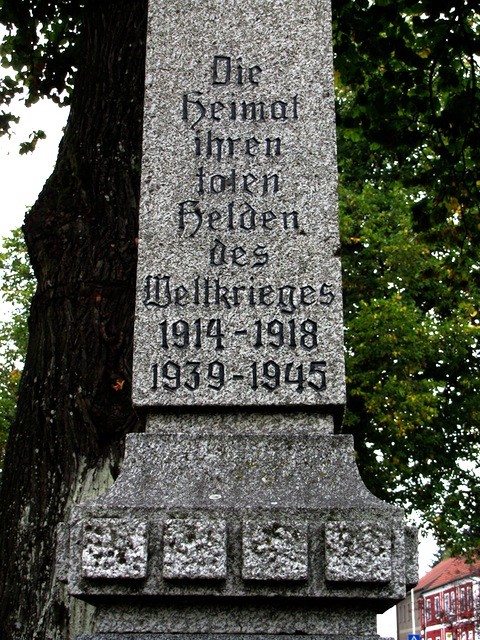 Die
Heimat
ihren
toten
Helden
des
Weltkrieges
1914-1918
1939-1945